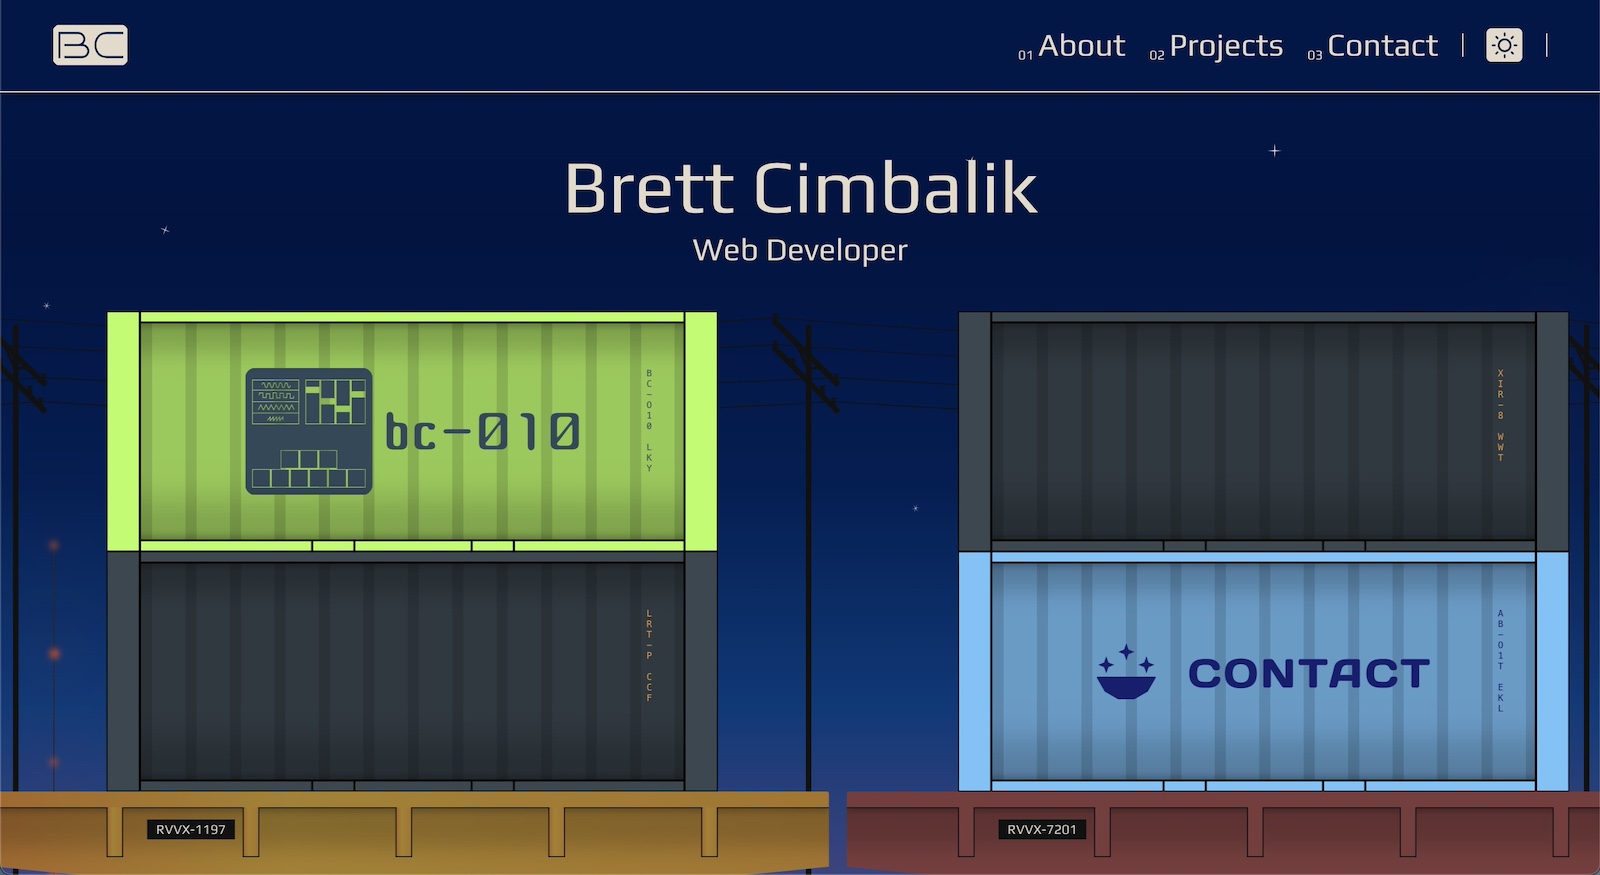 BC
01 About 02 Projects 03 Contact
Brett Cimbalik
Web Developer
bc-010
BC-010 LKY
XIR-8 WWT
LRT-P CCF
CONTACT
AB-01T EKL
RVVX-1197
RVVX-7201